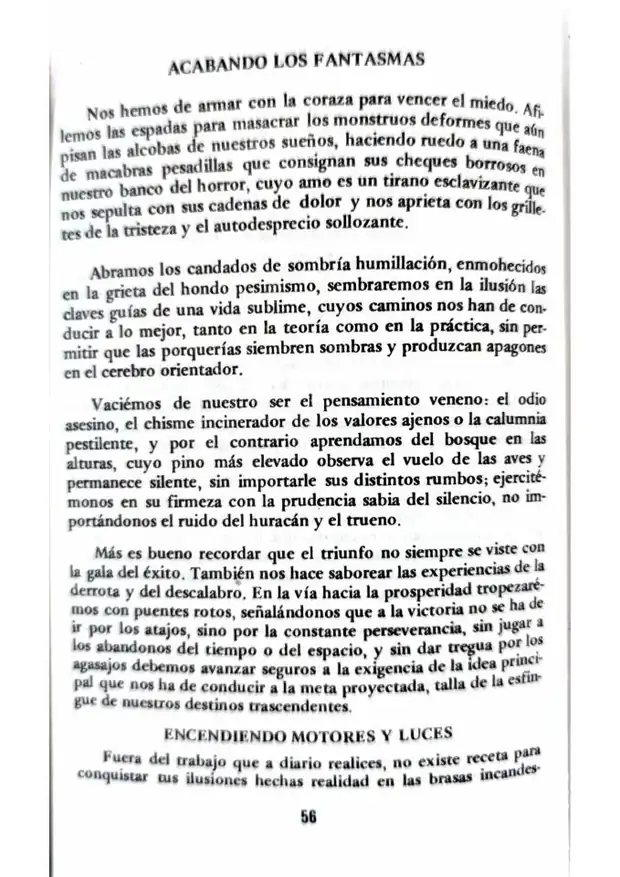 ACABANDO LOS FANTASMAS
Nos hemos de armar con la coraza para vencer el miedo. Afi-
lemos las espadas para masacrar los monstruos deformes que aún
pisan las alcobas de nuestros sueños, haciendo ruedo a una faena
de macabras pesadillas que consignan sus cheques borrosos en
nuestro banco del horror, cuyo amo es un tirano esclavizante que
nos sepulta con sus cadenas de dolor y nos aprieta con los grille-
tes de la tristeza y el autodesprecio sollozante.
Abramos los candados de sombría humillación, enmohecidos
en la grieta del hondo pesimismo, sembraremos en la ilusión las
claves guías de una vida sublime, cuyos caminos nos han de con-
ducir a lo mejor, tanto en la teoría como en la práctica, sin per-
mitir que las porquerías siembren sombras y produzcan apagones
en el cerebro orientador.
Vaciémos de nuestro ser el pensamiento veneno: el odio
asesino, el chisme incinerador de los valores ajenos o la calumnia
pestilente, y por el contrario aprendamos del bosque en las
alturas, cuyo pino más elevado observa el vuelo de las aves y
permanece silente, sin importarle sus distintos rumbos; ejercité-
monos en su firmeza con la prudencia sabia del silencio, no im-
portándonos el ruido del huracán y el trueno.
Más es bueno recordar que el triunfo no siempre se viste con
la gala del éxito. También nos hace saborear las experiencias de la
derrota y del descalabro. En la vía hacia la prosperidad tropezaré-
mos con puentes rotos, señalándonos que a la victoria no se ha de
ir por los atajos, sino por la constante perseverancia, sin jugar a
los abandonos del tiempo o del espacio, y sin dar tregua por los
agasajos debemos avanzar seguros a la exigencia de la idea princi-
pal que nos ha de conducir a la meta proyectada, talla de la esfin-
gue de nuestros destinos trascendentes.
ENCENDIENDO MOTORES Y LUCES
Fuera del trabajo que a diario realices, no existe receta para
conquistar tus ilusiones hechas realidad en las brasas incandes-
56